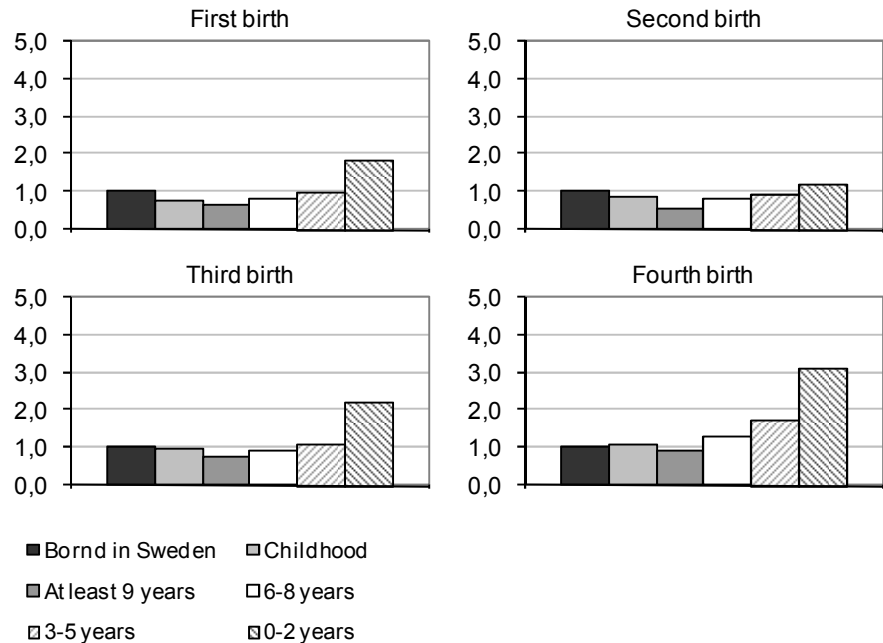 First birth
5,0
4,0
3,0
2,0
1,0
0,0
Second birth
5,0
4,0
3,0
2,0
1,0
0,0
Third birth
5,0
4,0
3,0
2,0
1,0
0,0
Fourth birth
5,0
4,0
3,0
2,0
1,0
0,0
Bornd in Sweden
Childhood
At least 9 years
6-8 years
3-5 years
0-2 years